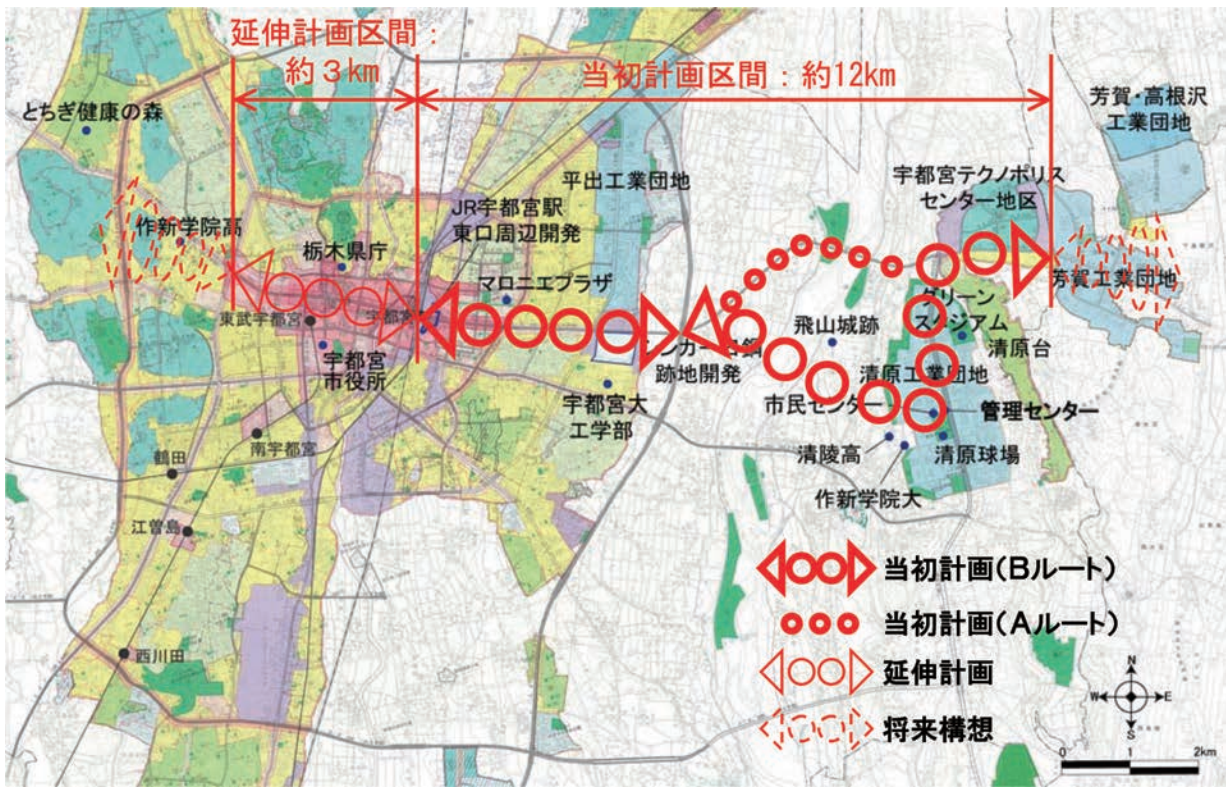 延伸計画区間：
約３km
当初計画区間：約12km
とちぎ健康の森
芳賀・高根沢
工業団地
平出工業団地
宇都宮テクノポリス
センター地区
JR宇都宮駅
東口周辺開発
作新学院高
栃木県庁
マロニエプラザ
芳賀工業団地
東武宇都宮
宇都宮
グリーン
スタジアム
飛山城跡
清原台
宇都宮
市役所
跡地開発
清原工業団地
宇都宮大
工学部
市民センター
管理センター
南宇都宮
鶴田
清陵高
清原球場
作新学院大
江曽島
西川田
当初計画（Bルート）
当初計画（Aルート）
延伸計画
将来構想
N
W
E
S
0
1
2km